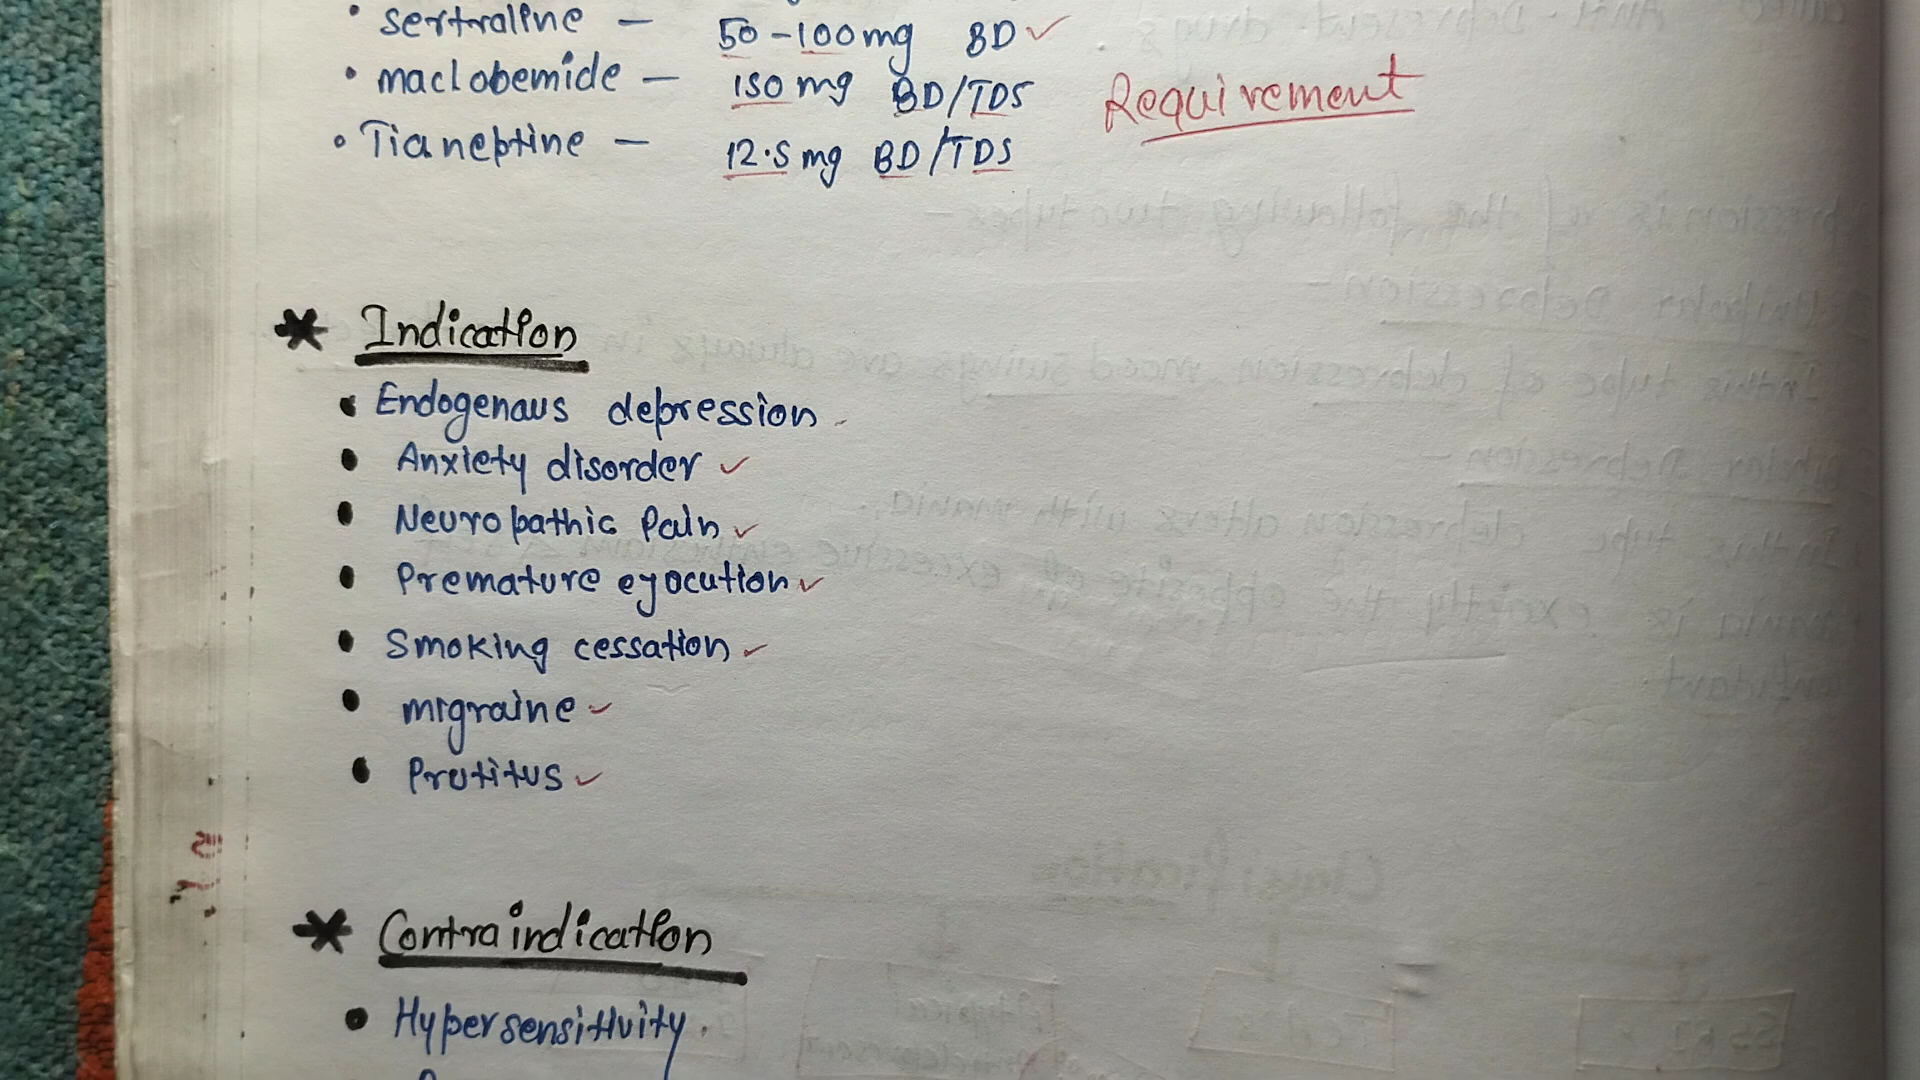 • Sertraline — 50-100mg BD ✓
• maclobemide — 150 mg BD/TDS Requirement
• Tianeptine — 12.5 mg BD/TDS
* Indication
• Endogenaus depression
• Anxiety disorder ✓
• Neuropathic Pain ✓
• Premature ejocution ✓
• Smoking cessation ✓
• migraine ✓
• Prutitus ✓
* Contraindication
• Hypersensitivity.